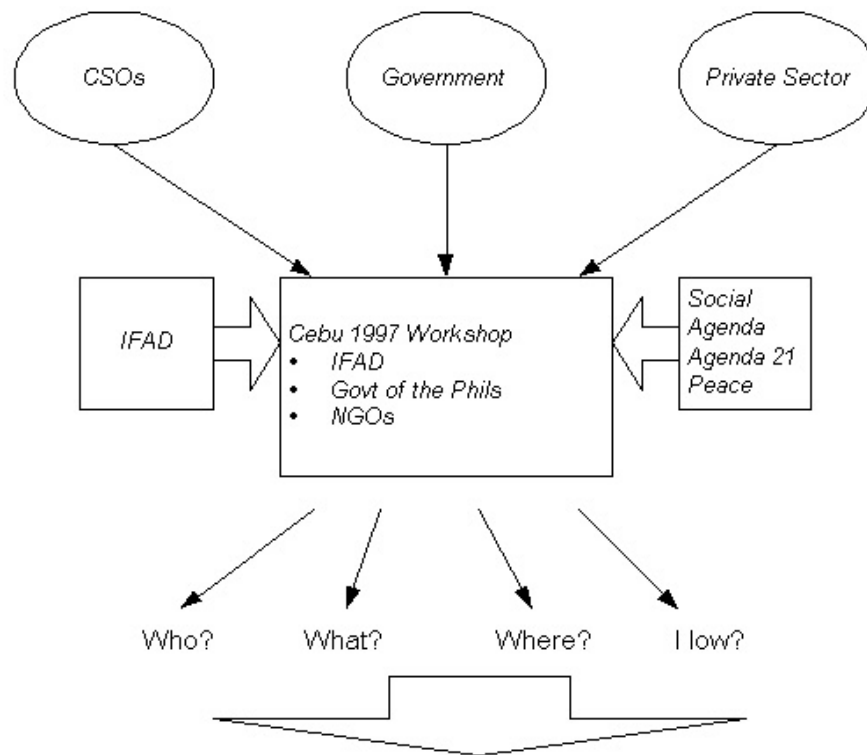 CSOs
Government
Private Sector
IFAD
Cebu 1997 Workshop
• IFAD
• Govt of the Phils
• NGOs
Social
Agenda
Agenda 21
Peace
Who?
What?
Where?
How?